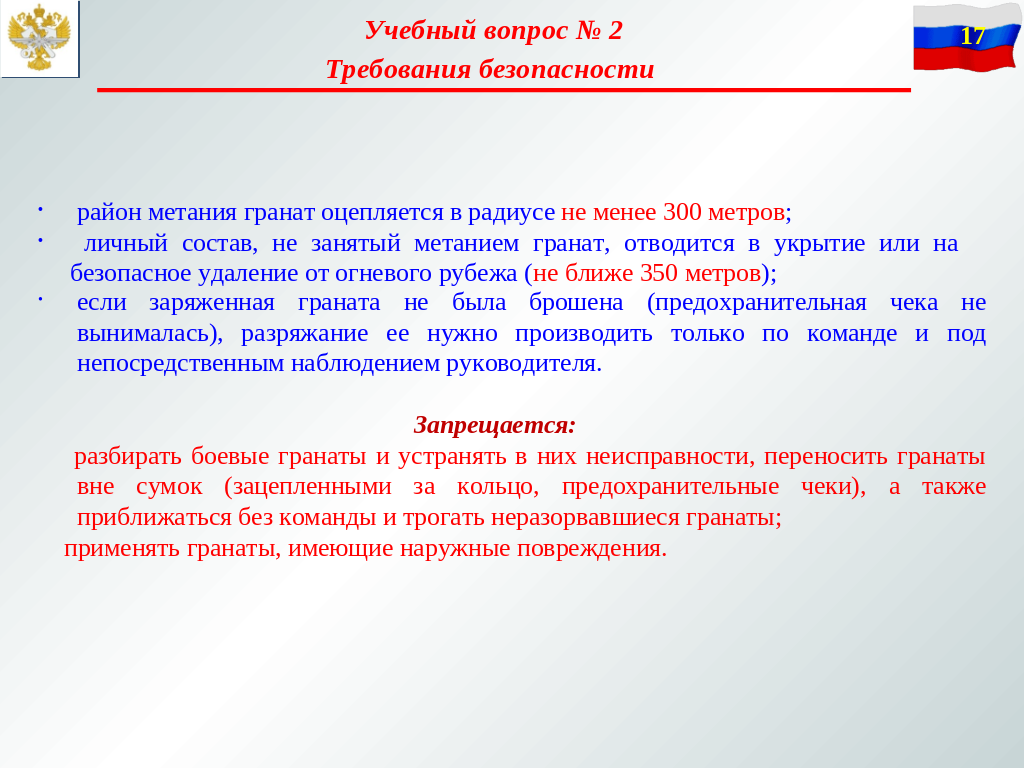 Учебный вопрос № 2
17
Требования безопасности
• район метания гранат оцепляется в радиусе не менее 300 метров;
• личный состав, не занятый метанием гранат, отводится в укрытие или на
безопасное удаление от огневого рубежа (не ближе 350 метров);
• если заряженная граната не была брошена (предохранительная чека не
вынималась), разряжание ее нужно производить только по команде и под
непосредственным наблюдением руководителя.
Запрещается:
разбирать боевые гранаты и устранять в них неисправности, переносить гранаты
вне сумок (зацепленными за кольцо, предохранительные чеки), а также
приближаться без команды и трогать неразорвавшиеся гранаты;
применять гранаты, имеющие наружные повреждения.